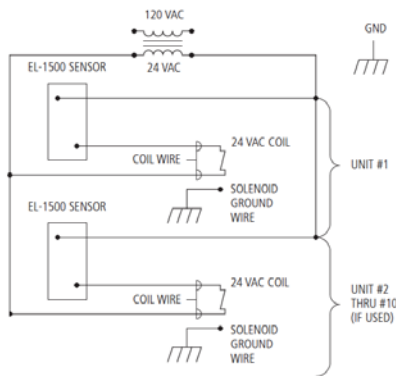 120 VAC
GND
24 VAC
EL-1500 SENSOR
24 VAC COIL
COIL WIRE
UNIT #1
SOLENOID
GROUND
WIRE
EL-1500 SENSOR
24 VAC COIL
COIL WIRE
UNIT #2
THRU #10
(IF USED)
SOLENOID
GROUND
WIRE